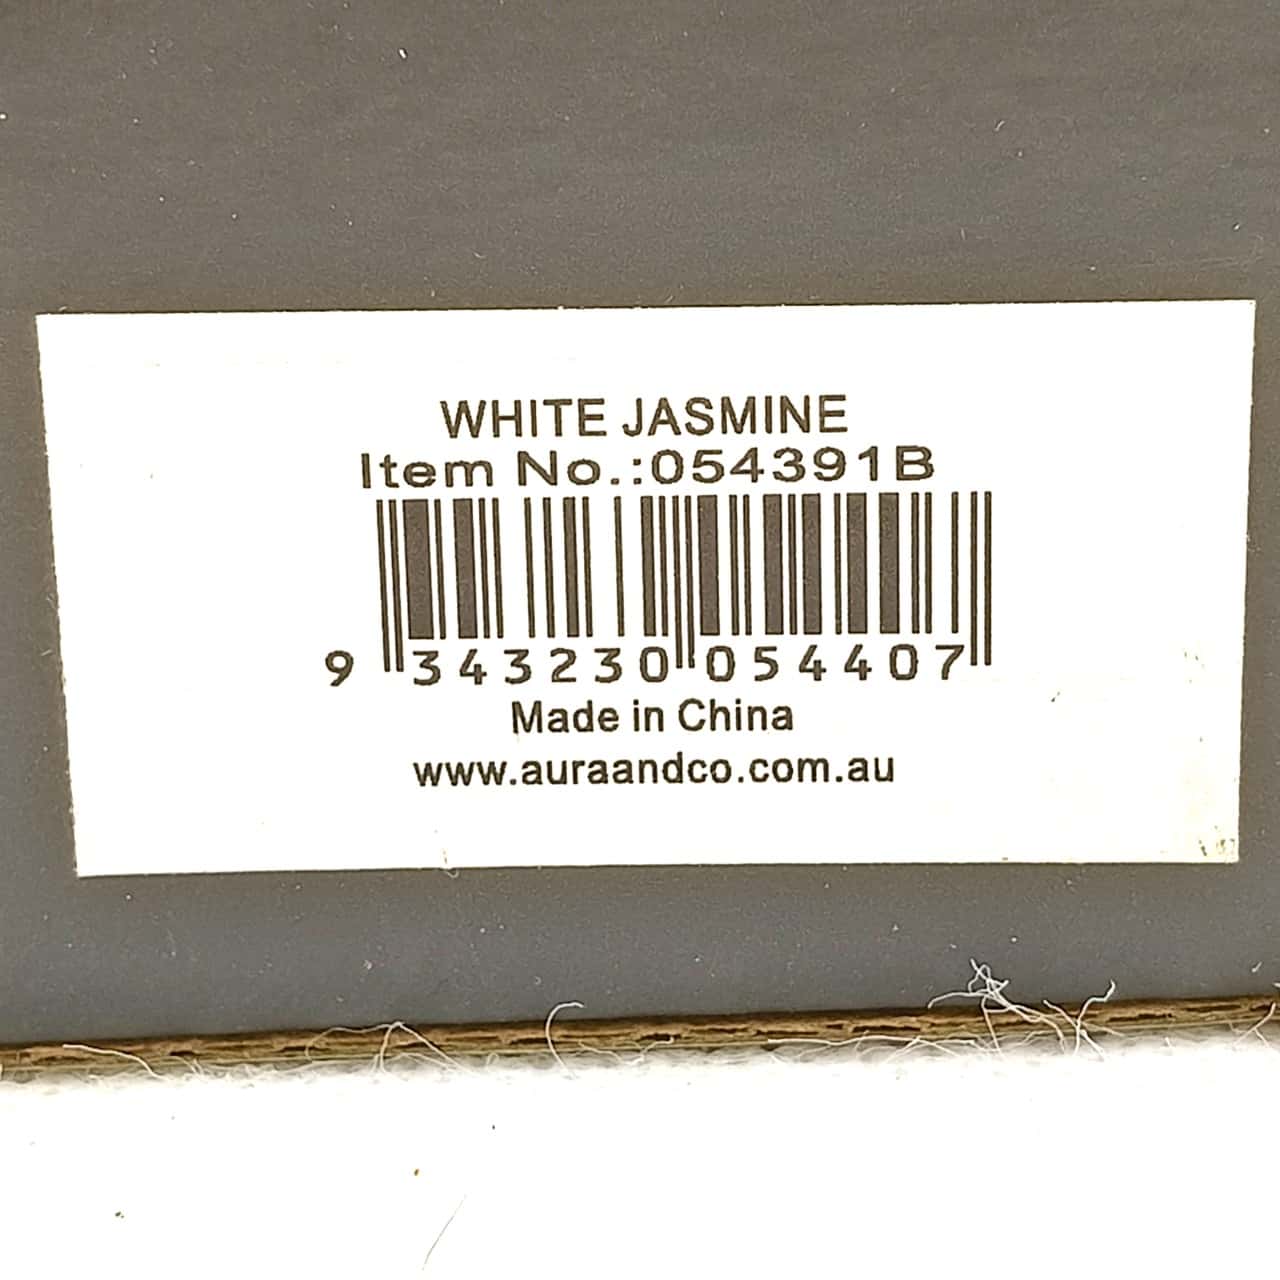 WHITE JASMINE
Item No.:054391B
9 343230 054407
Made in China
www.auraandco.com.au